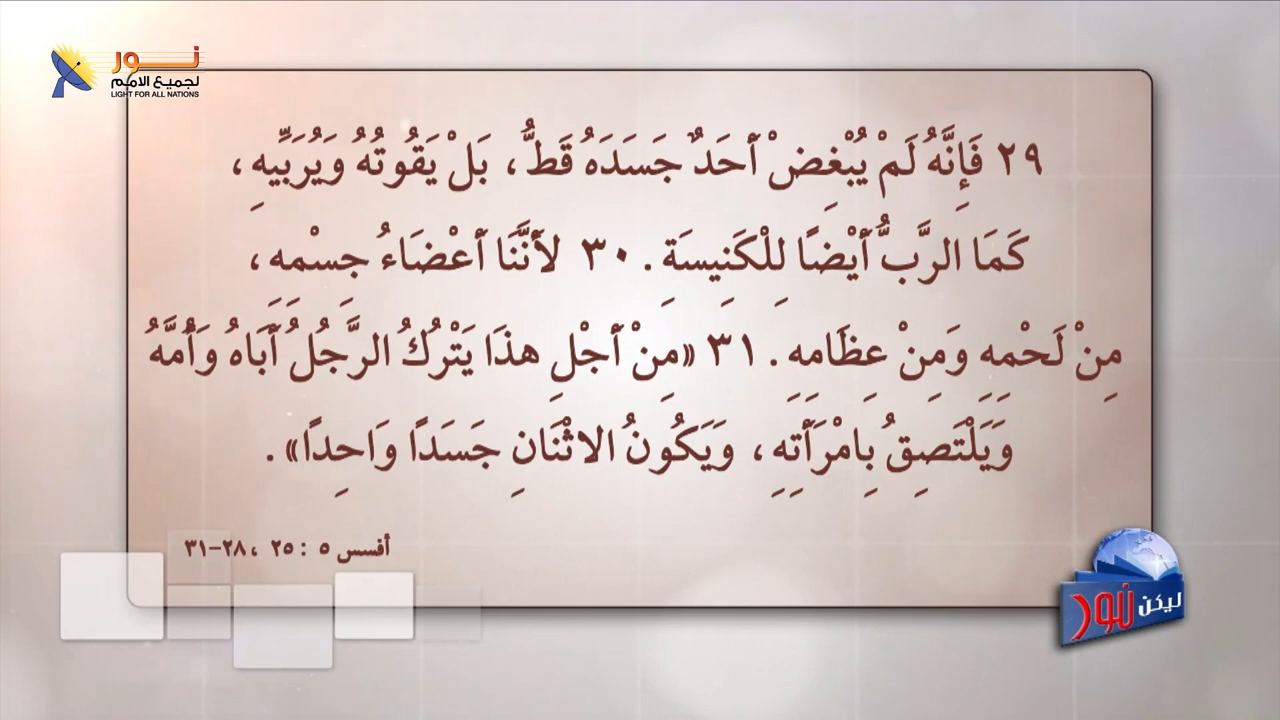 نور
لجميع الامم
LIGHT FOR ALL NATIONS
٢٩ فَإِنَّهُ لَمْ يُبْغِضْ أَحَدٌ جَسَدَهُ قَطُّ، بَلْ يَقُوتُهُ وَيُرَبِّيهِ،
كَمَا الرَّبُّ أَيْضًا لِلْكَنِيسَةِ. ٣٠ لأَنَّنَا أَعْضَاءُ جِسْمِهِ،
مِنْ لَحْمِهِ وَمِنْ عِظَامِهِ. ٣١ «مِنْ أَجْلِ هذَا يَتْرُكُ الرَّجُلُ أَبَاهُ وَأُمَّهُ
وَيَلْتَصِقُ بِامْرَأَتِهِ، وَيَكُونُ الاثْنَانِ جَسَدًا وَاحِدًا».
أفسس ٥ : ٢٥ ، ٢٨-٣١
ليكن نور